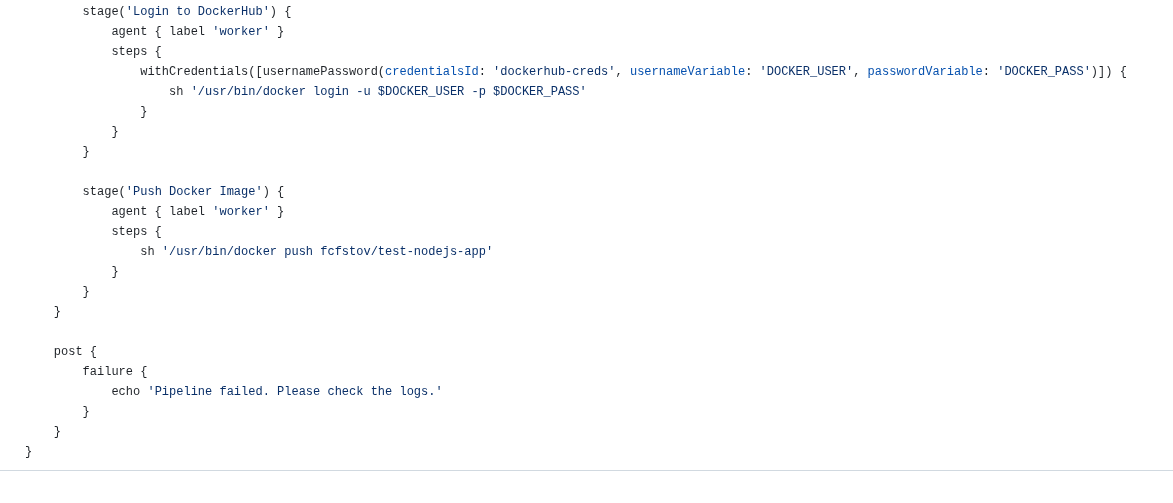 stage('Login to DockerHub') {
            agent { label 'worker' }
            steps {
                withCredentials([usernamePassword(credentialsId: 'dockerhub-creds', usernameVariable: 'DOCKER_USER', passwordVariable: 'DOCKER_PASS')]) {
                    sh '/usr/bin/docker login -u $DOCKER_USER -p $DOCKER_PASS'
                }
            }
        }

        stage('Push Docker Image') {
            agent { label 'worker' }
            steps {
                sh '/usr/bin/docker push fcfstov/test-nodejs-app'
            }
        }
    }

    post {
        failure {
            echo 'Pipeline failed. Please check the logs.'
        }
    }
}